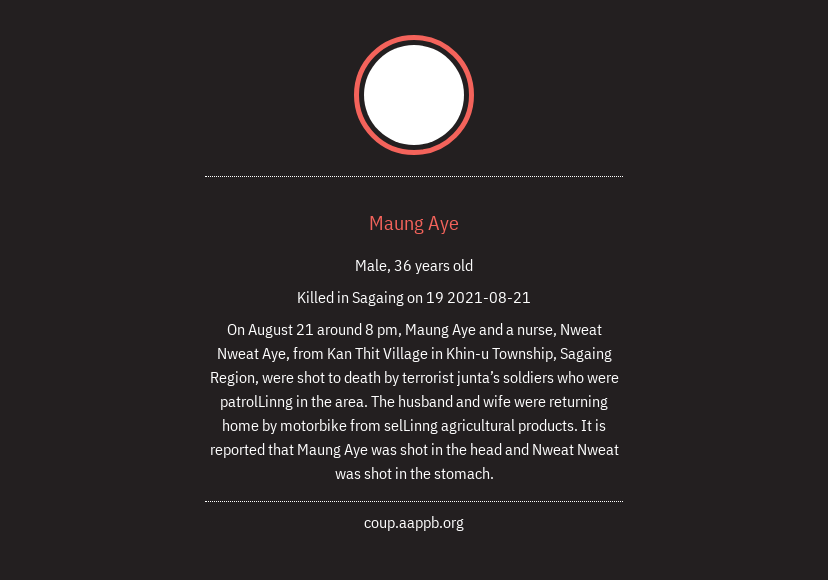 Maung Aye
Male, 36 years old
Killed in Sagaing on 19 2021-08-21
On August 21 around 8 pm, Maung Aye and a nurse, Nweat
Nweat Aye, from Kan Thit Village in Khin-u Township, Sagaing
Region, were shot to death by terrorist junta’s soldiers who were
patrolLinng in the area. The husband and wife were returning
home by motorbike from selLinng agricultural products. It is
reported that Maung Aye was shot in the head and Nweat Nweat
was shot in the stomach.
coup.aappb.org